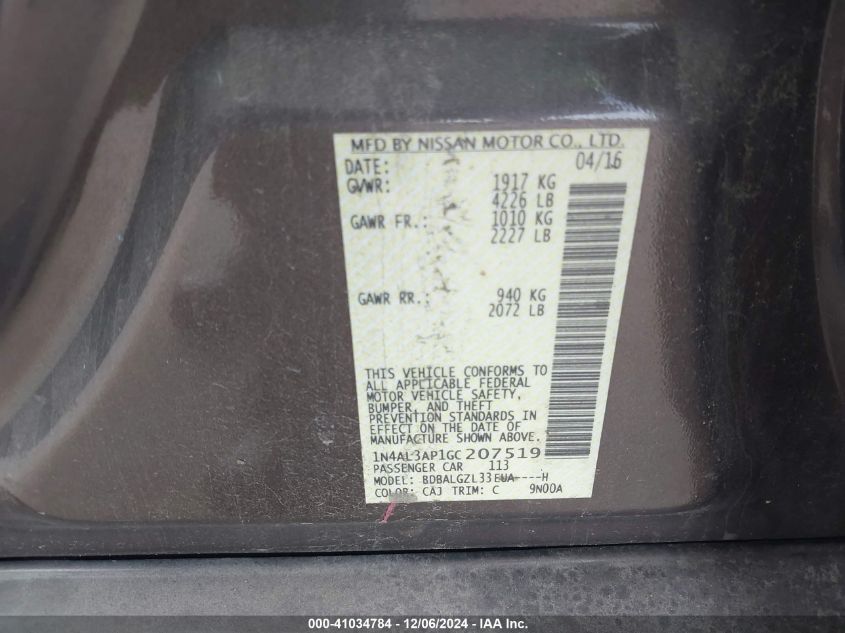 MFD BY NISSAN MOTOR CO., LTD.
DATE: 04/16
GVWR: 1917 KG
4226 LB
GAWR FR.: 1010 KG
2227 LB
GAWR RR.: 940 KG
2072 LB
THIS VEHICLE CONFORMS TO
ALL APPLICABLE FEDERAL
MOTOR VEHICLE SAFETY,
BUMPER, AND THEFT
PREVENTION STANDARDS IN
EFFECT ON THE DATE OF
MANUFACTURE SHOWN ABOVE.
1N4AL3AP1GC207519
PASSENGER CAR 113
MODEL: BDBALGZL33EUA----H
COLOR: CAJ TRIM: C 9N00A
000-41034784 - 12/06/2024 - IAA Inc.